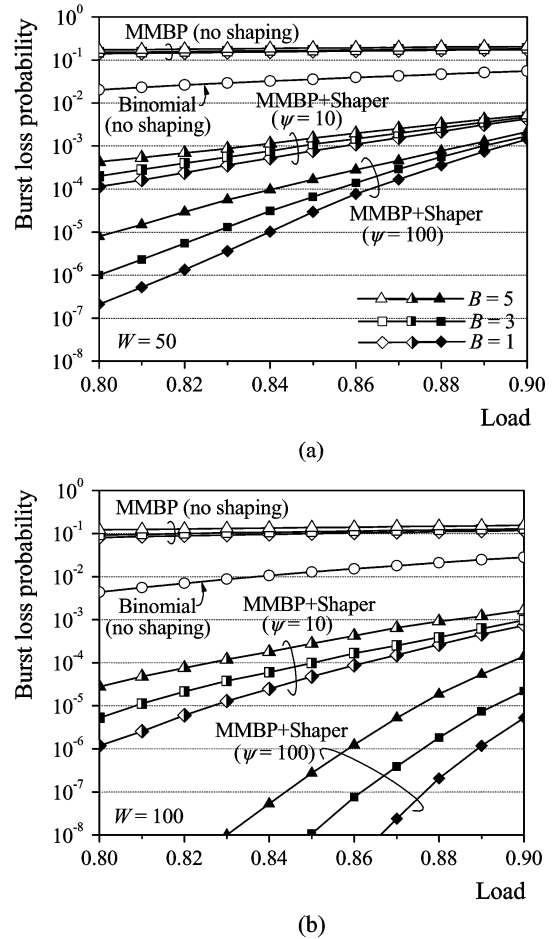 10⁰
10⁻¹
10⁻²
10⁻³
10⁻⁴
10⁻⁵
10⁻⁶
10⁻⁷
10⁻⁸
Burst loss probability
MMBP (no shaping)
Binomial
(no shaping)
MMBP+Shaper
(ψ = 10)
MMBP+Shaper
(ψ = 100)
B = 5
B = 3
B = 1
W = 50
0.80 0.82 0.84 0.86 0.88 0.90
Load
(a)
10⁰
10⁻¹
10⁻²
10⁻³
10⁻⁴
10⁻⁵
10⁻⁶
10⁻⁷
10⁻⁸
Burst loss probability
MMBP (no shaping)
Binomial
(no shaping)
MMBP+Shaper
(ψ = 10)
MMBP+Shaper
(ψ = 100)
W = 100
0.80 0.82 0.84 0.86 0.88 0.90
Load
(b)